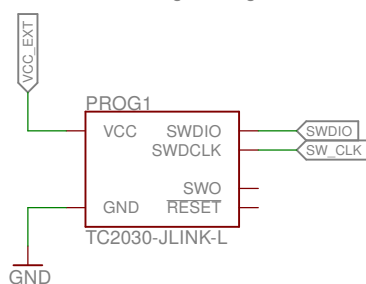 VCC_EXT
PROG1
VCC SWDIO SWDIO
SWDCLK SW_CLK
SWO
GND RESET
TC2030-JLINK-L
GND